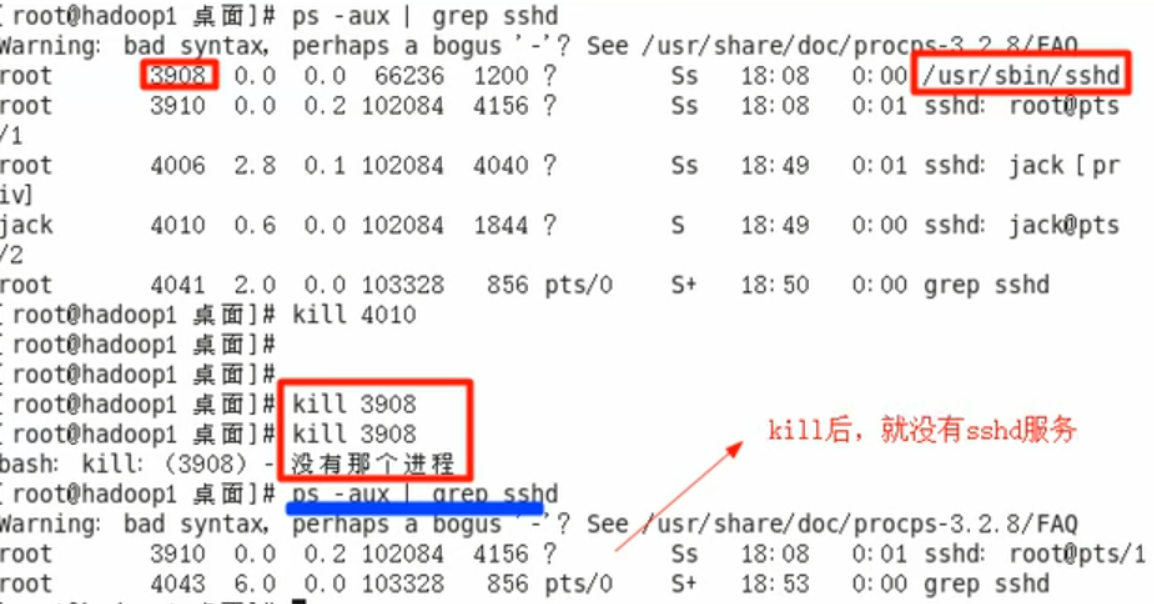 [ root@hadoop1 桌面]# ps -aux | grep sshd
Warning: bad syntax, perhaps a bogus '-'? See /usr/share/doc/procps-3.2.8/FAQ
root 3908 0.0 0.0 66236 1200 ? Ss 18:08 0:00 /usr/sbin/sshd
root 3910 0.0 0.2 102084 4156 ? Ss 18:08 0:01 sshd: root@pts
/1
root 4006 2.8 0.1 102084 4040 ? Ss 18:49 0:01 sshd: jack [pr
iv]
jack 4010 0.6 0.0 102084 1844 ? S 18:49 0:00 sshd: jack@pts
/2
root 4041 2.0 0.0 103328 856 pts/0 S+ 18:50 0:00 grep sshd
[ root@hadoop1 桌面]# kill 4010
[ root@hadoop1 桌面]#
[ root@hadoop1 桌面]#
[ root@hadoop1 桌面]# kill 3908
[ root@hadoop1 桌面]# kill 3908
kill后，就没有sshd服务
bash: kill: (3908) - 没有那个进程
[ root@hadoop1 桌面]# ps -aux | grep sshd
Warning: bad syntax, perhaps a bogus '-'? See /usr/share/doc/procps-3.2.8/FAQ
root 3910 0.0 0.2 102084 4156 ? Ss 18:08 0:01 sshd: root@pts/1
root 4043 6.0 0.0 103328 856 pts/0 S+ 18:53 0:00 grep sshd